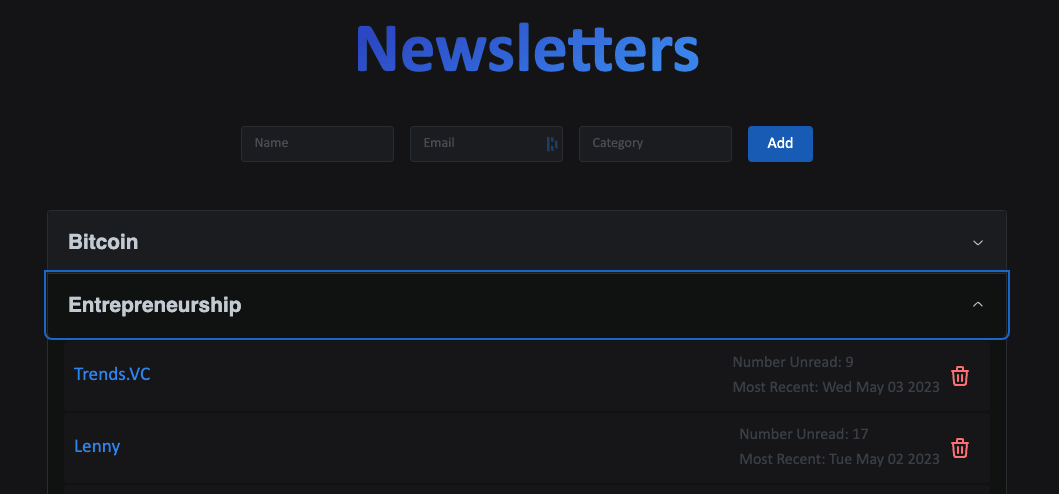 Newsletters
Name
Email
Category
Add
Bitcoin
Entrepreneurship
Trends.VC
Number Unread: 9
Most Recent: Wed May 03 2023
Lenny
Number Unread: 17
Most Recent: Tue May 02 2023